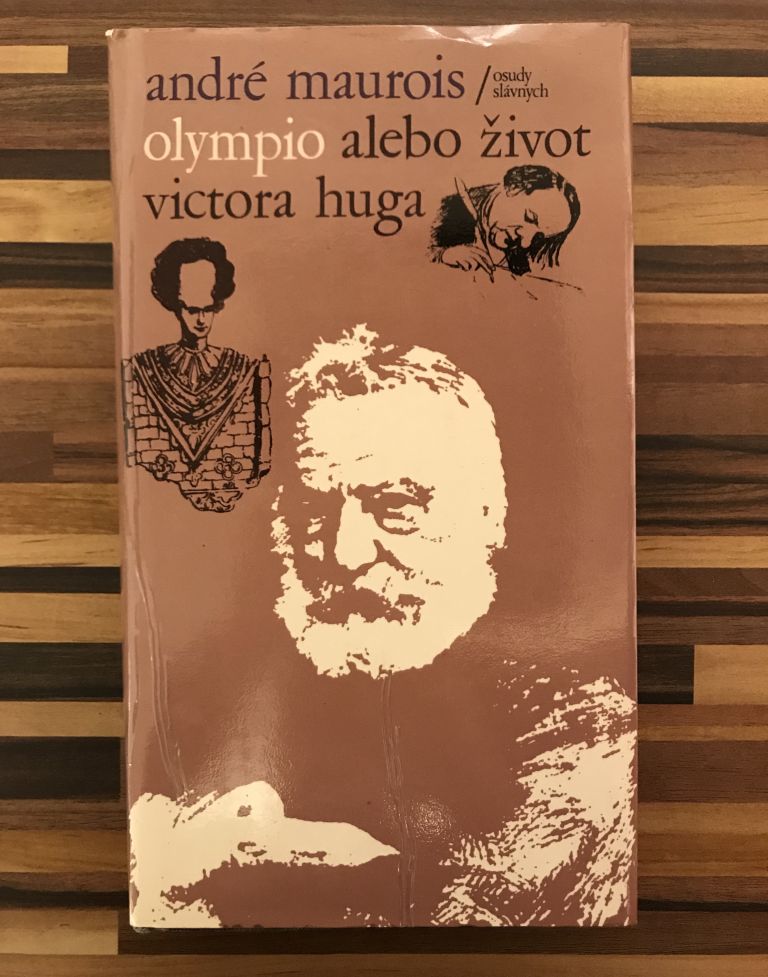 andré maurois / osudy
slávnych
olympio alebo život
victora huga